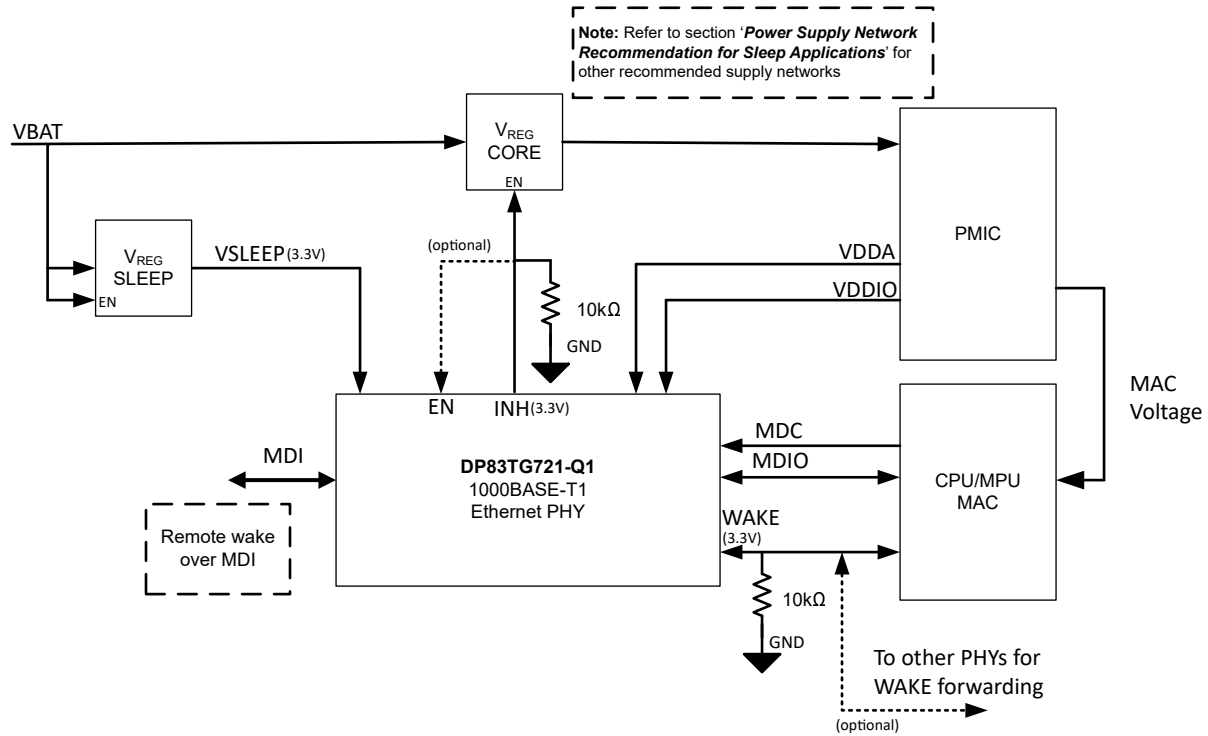 Note: Refer to section ‘Power Supply Network
Recommendation for Sleep Applications’ for
other recommended supply networks
VBAT
VREG
CORE
EN
PMIC
VREG
SLEEP
EN
VSLEEP(3.3V)
(optional)
10kΩ
GND
VDDA
VDDIO
MAC
Voltage
EN
INH(3.3V)
MDI
DP83TG721-Q1
1000BASE-T1
Ethernet PHY
MDC
MDIO
CPU/MPU
MAC
WAKE
(3.3V)
Remote wake
over MDI
10kΩ
GND
To other PHYs for
WAKE forwarding
(optional)